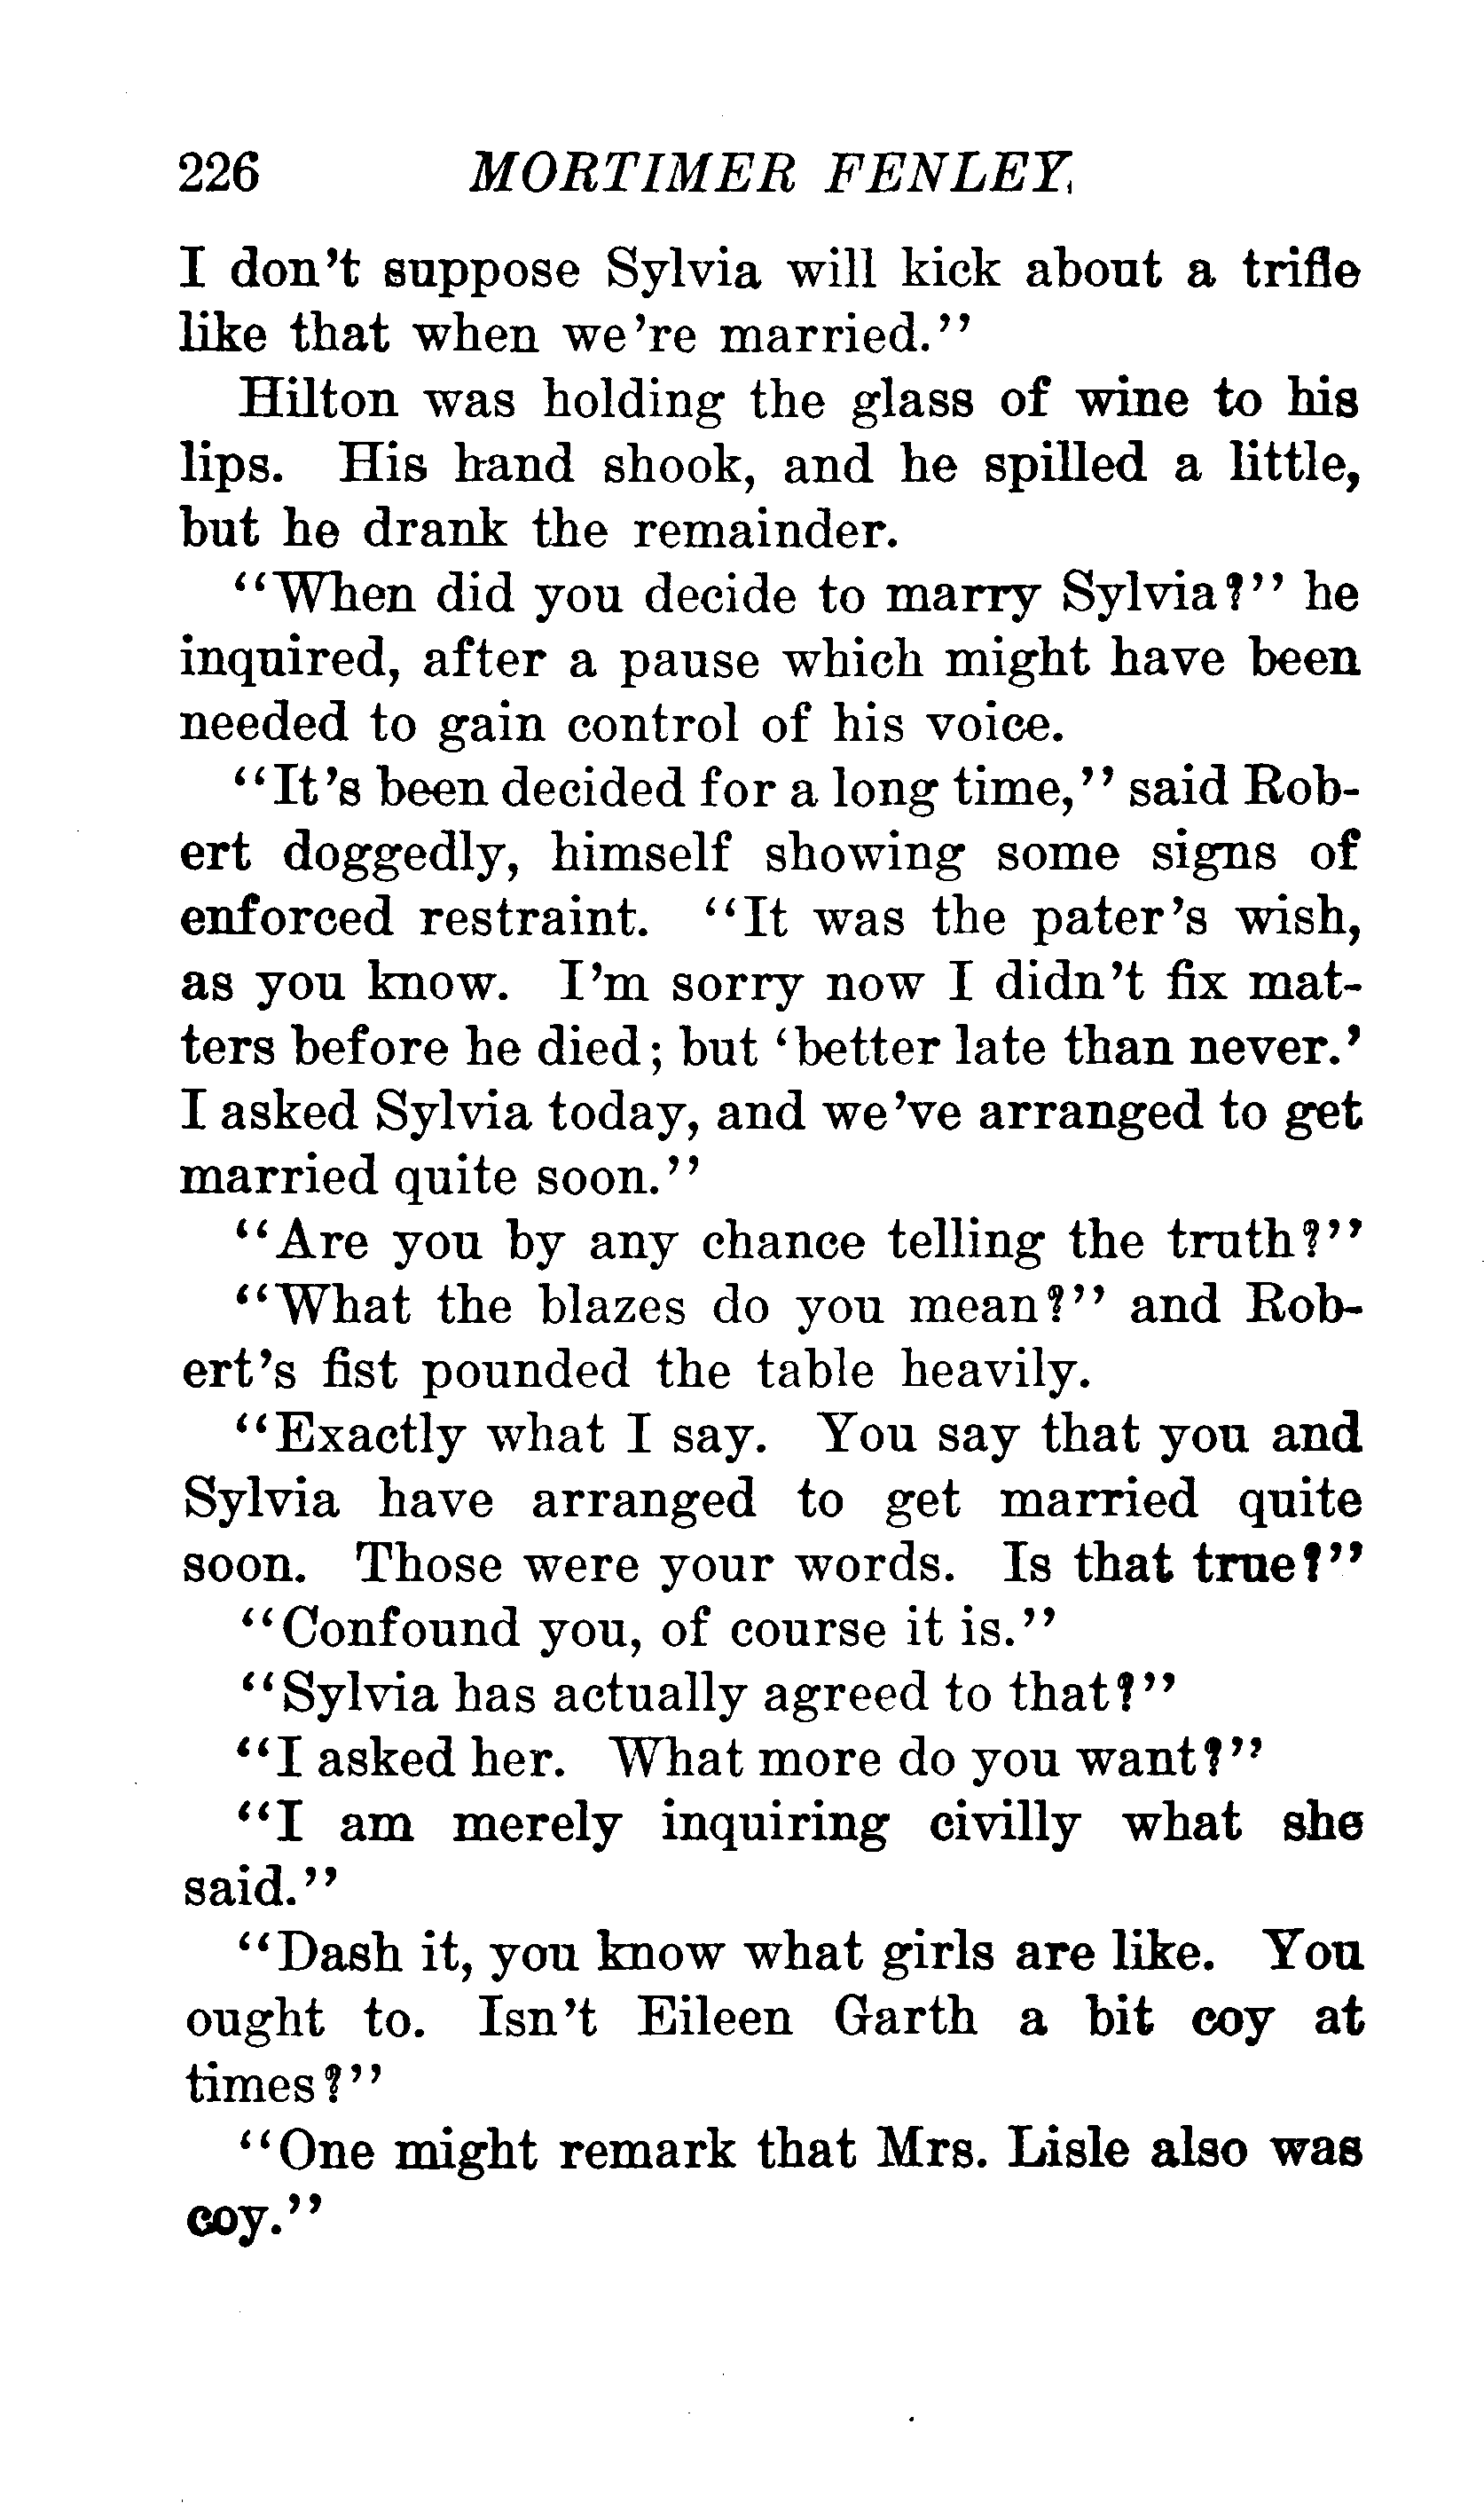 226 MORTIMER FENLEY
I don't suppose Sylvia will kick about a trifle
like that when we're married."
Hilton was holding the glass of wine to his
lips. His hand shook, and he spilled a little,
but he drank the remainder.
"When did you decide to marry Sylvia?" he
inquired, after a pause which might have been
needed to gain control of his voice.
"It's been decided for a long time," said Rob-
ert doggedly, himself showing some signs of
enforced restraint. "It was the pater's wish,
as you know. I'm sorry now I didn't fix mat-
ters before he died; but 'better late than never.'
I asked Sylvia today, and we've arranged to get
married quite soon."
"Are you by any chance telling the truth?"
"What the blazes do you mean?" and Rob-
ert's fist pounded the table heavily.
"Exactly what I say. You say that you and
Sylvia have arranged to get married quite
soon. Those were your words. Is that true?"
"Confound you, of course it is."
"Sylvia has actually agreed to that?"
"I asked her. What more do you want?"
"I am merely inquiring civilly what she
said."
"Dash it, you know what girls are like. You
ought to. Isn't Eileen Garth a bit coy at
times?"
"One might remark that Mrs. Lisle also was
coy."